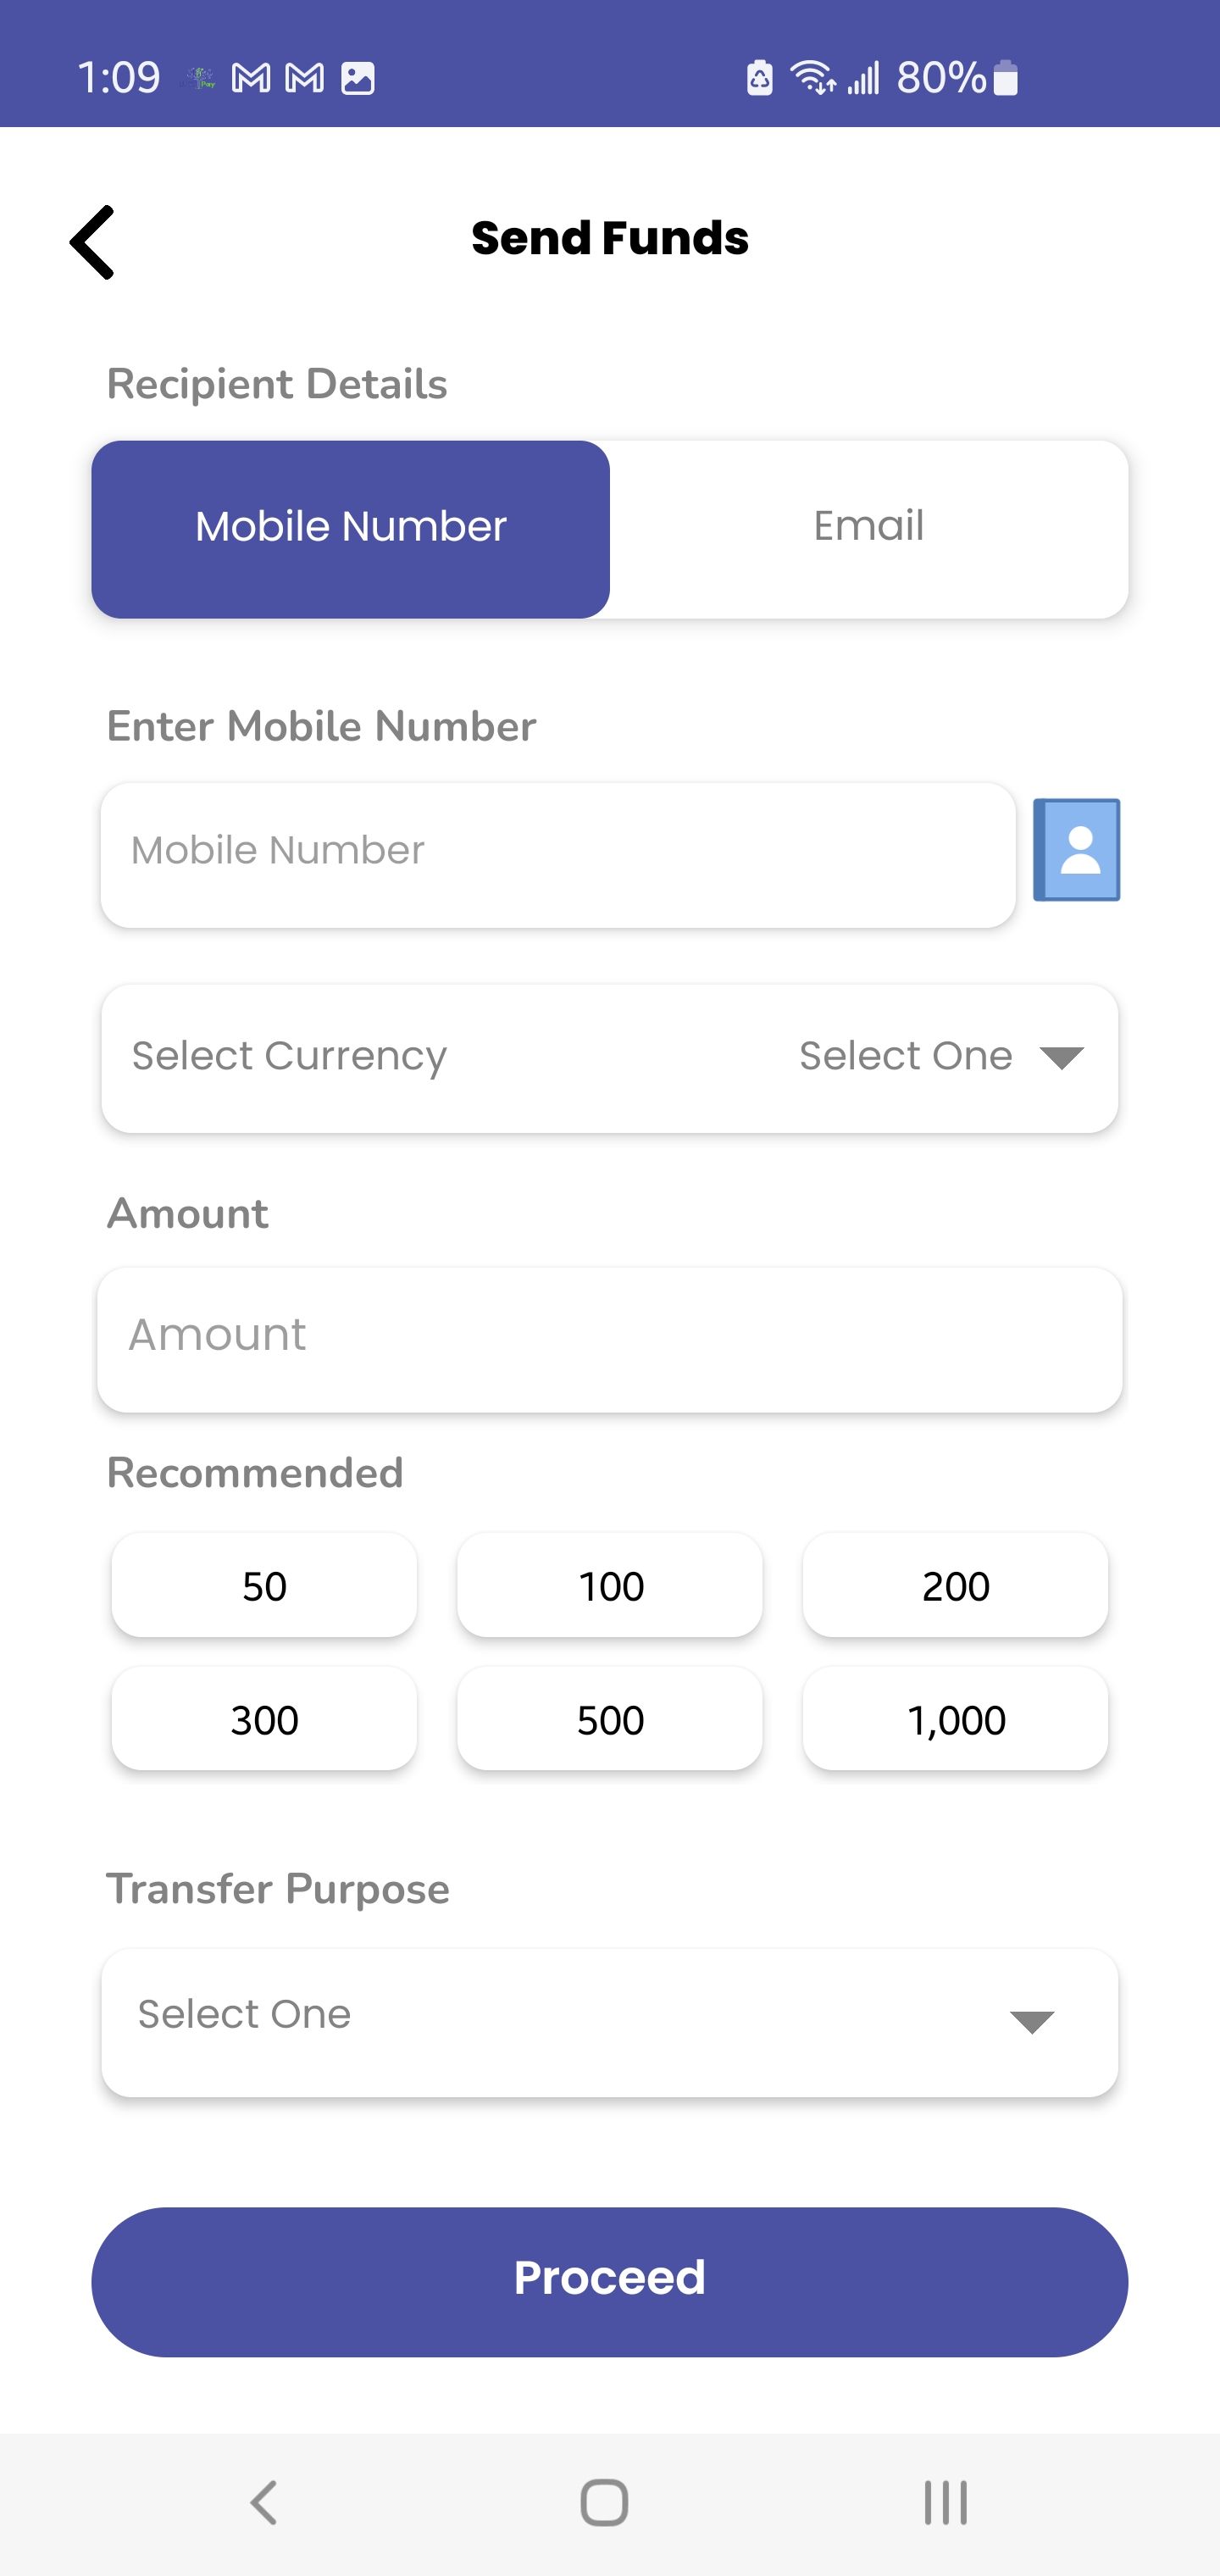 1:09 80%
Send Funds
Recipient Details
Mobile Number Email
Enter Mobile Number
Mobile Number
Select Currency Select One
Amount
Amount
Recommended
50 100 200
300 500 1,000
Transfer Purpose
Select One
Proceed